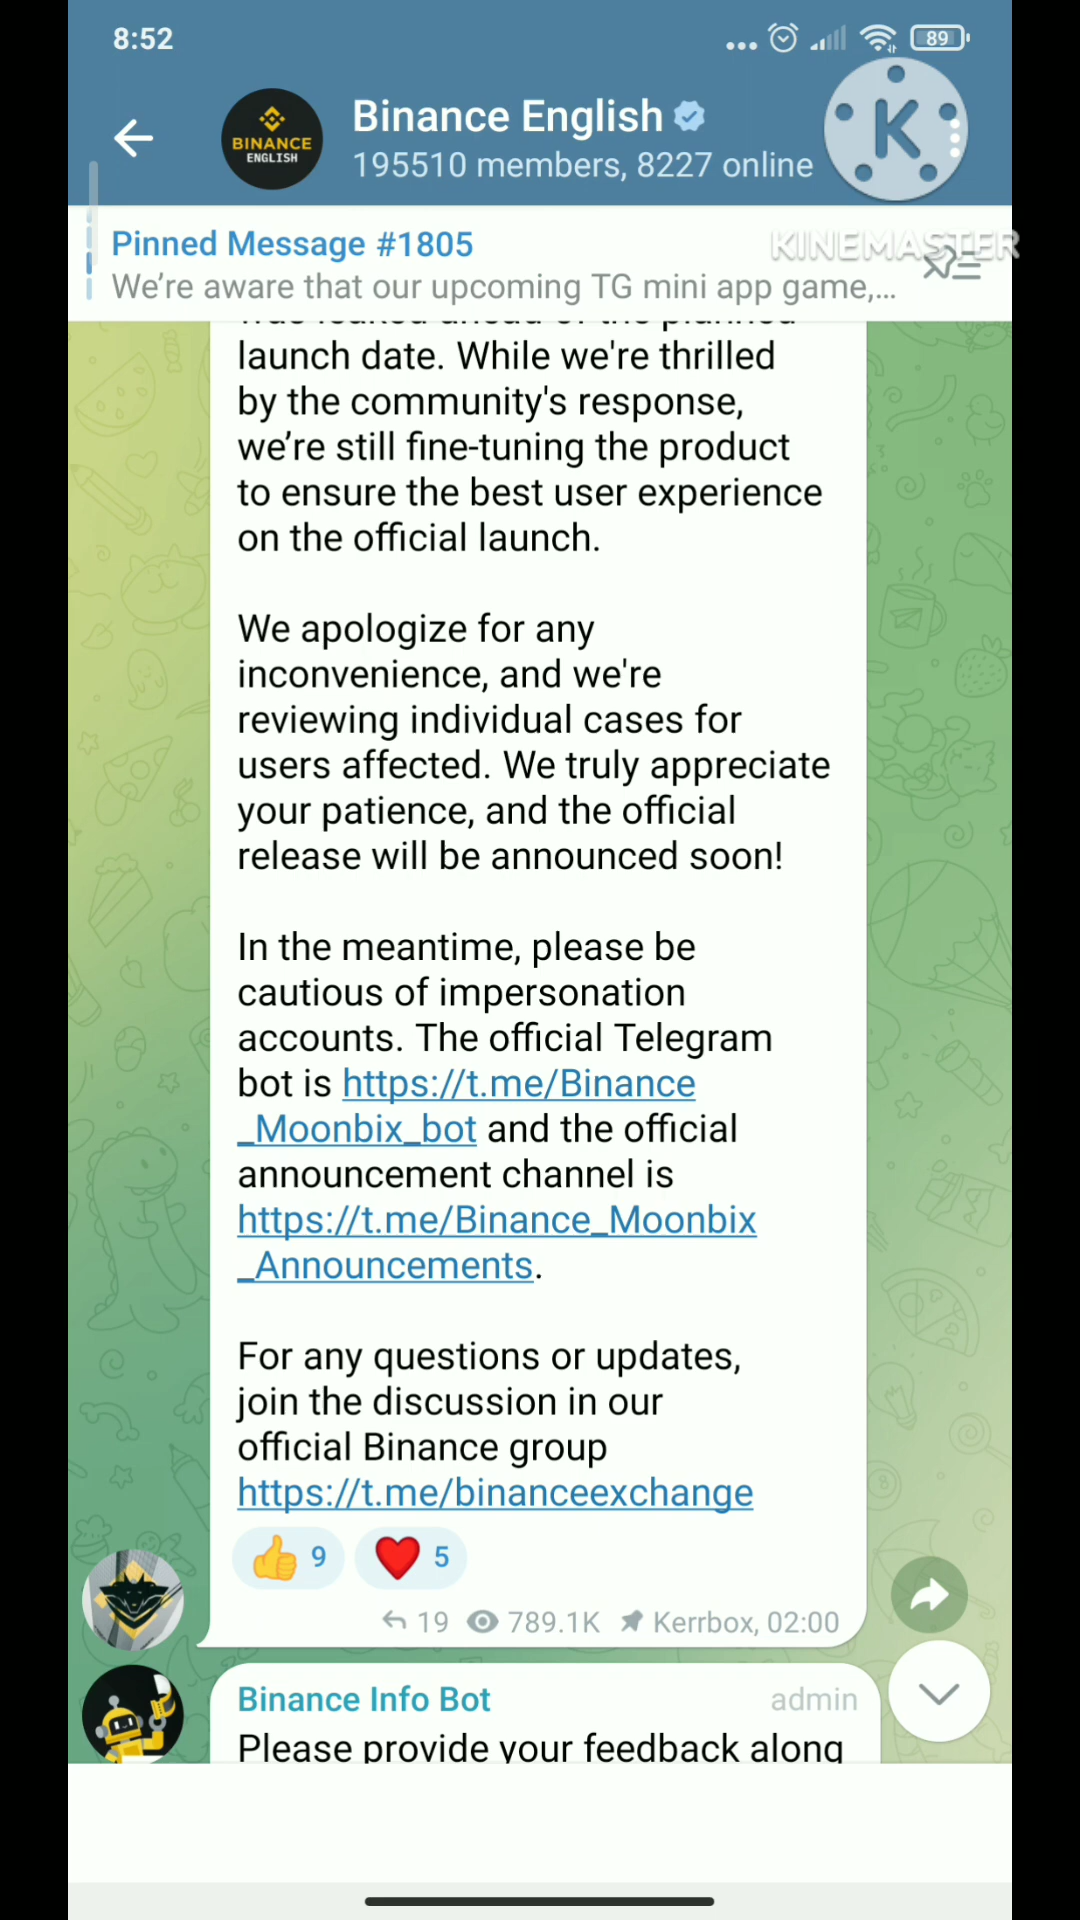 8:52
89
BINANCE
ENGLISH
Binance English
195510 members, 8227 online
K
KINEMASTER
Pinned Message #1805
We’re aware that our upcoming TG mini app game,...
was leaked ahead of the planned
launch date. While we're thrilled
by the community's response,
we’re still fine-tuning the product
to ensure the best user experience
on the official launch.
We apologize for any
inconvenience, and we're
reviewing individual cases for
users affected. We truly appreciate
your patience, and the official
release will be announced soon!
In the meantime, please be
cautious of impersonation
accounts. The official Telegram
bot is https://t.me/Binance
_Moonbix_bot and the official
announcement channel is
https://t.me/Binance_Moonbix
_Announcements.
For any questions or updates,
join the discussion in our
official Binance group
https://t.me/binanceexchange
9 5
19 789.1K Kerrbox, 02:00
Binance Info Bot admin
Please provide your feedback along